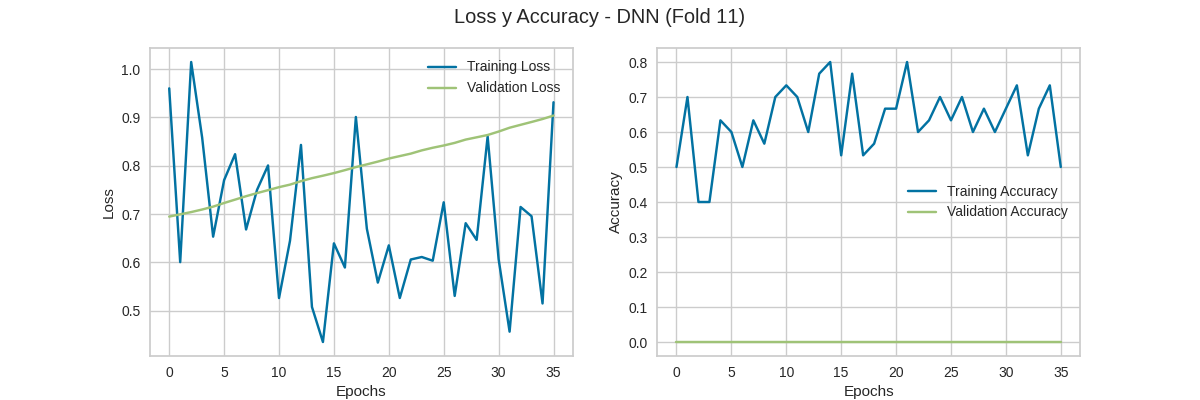 Loss y Accuracy - DNN (Fold 11)
Training Loss
Validation Loss
1.0
0.9
0.8
0.7
0.6
0.5
Loss
0 5 10 15 20 25 30 35
Epochs
Training Accuracy
Validation Accuracy
0.8
0.7
0.6
0.5
0.4
0.3
0.2
0.1
0.0
Accuracy
0 5 10 15 20 25 30 35
Epochs